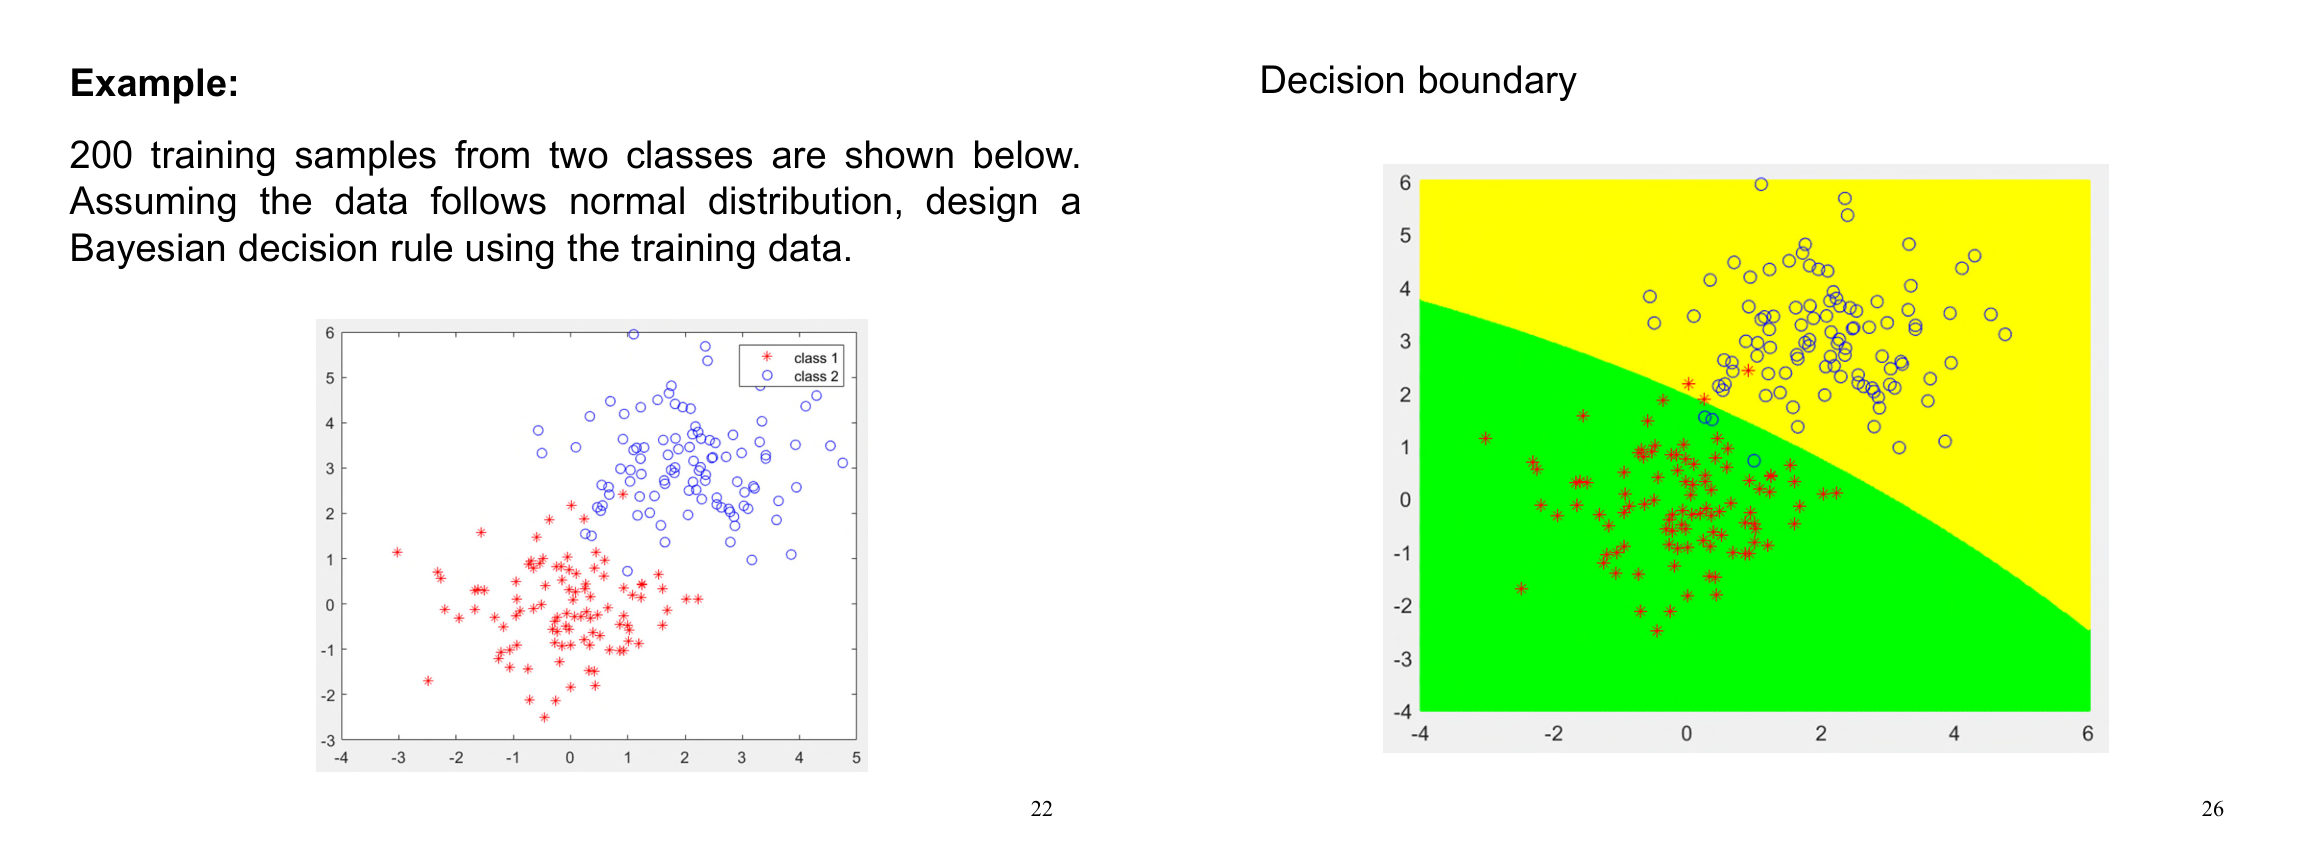 Example:
200 training samples from two classes are shown below.
Assuming the data follows normal distribution, design a
Bayesian decision rule using the training data.
6
5
4
3
2
1
0
-1
-2
-3
-4 -3 -2 -1 0 1 2 3 4 5
class 1
class 2
22
Decision boundary
6
5
4
3
2
1
0
-1
-2
-3
-4
-4 -2 0 2 4 6
26